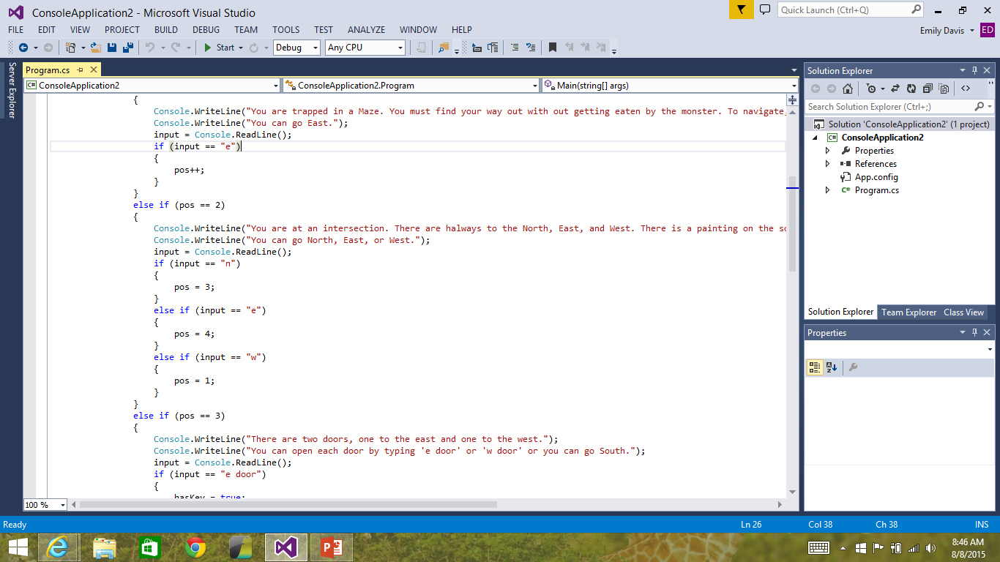 ConsoleApplication2 - Microsoft Visual Studio
Quick Launch (Ctrl+Q)
FILE EDIT VIEW PROJECT BUILD DEBUG TEAM TOOLS TEST ANALYZE WINDOW HELP
Emily Davis ED
Start Debug Any CPU
Server Explorer
Program.cs
ConsoleApplication2 ConsoleApplication2.Program Main(string[] args)
{
Console.WriteLine("You are trapped in a Maze. You must find your way out with out getting eaten by the monster. To navigate,
Console.WriteLine("You can go East.");
input = Console.ReadLine();
if (input == "e")
{
pos++;
}
}
else if (pos == 2)
{
Console.WriteLine("You are at an intersection. There are halways to the North, East, and West. There is a painting on the
Console.WriteLine("You can go North, East, or West.");
input = Console.ReadLine();
if (input == "n")
{
pos = 3;
}
else if (input == "e")
{
pos = 4;
}
else if (input == "w")
{
pos = 1;
}
}
else if (pos == 3)
{
Console.WriteLine("There are two doors, one to the east and one to the west.");
Console.WriteLine("You can open each door by typing 'e door' or 'w door' or you can go South.");
input = Console.ReadLine();
if (input == "e door")
{
hasKey = true;
100 %
Solution Explorer
Search Solution Explorer (Ctrl+;)
Solution 'ConsoleApplication2' (1 project)
C# ConsoleApplication2
Properties
References
App.config
C# Program.cs
Solution Explorer Team Explorer Class View
Properties
Ready Ln 26 Col 38 Ch 38 INS
8:46 AM
8/8/2015